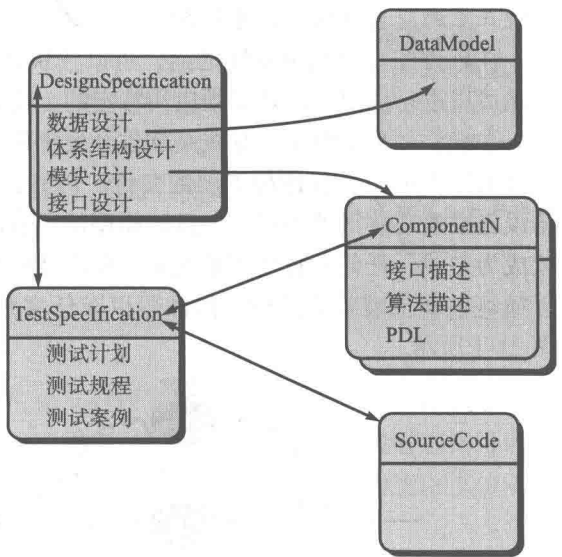 DesignSpecification
数据设计
体系结构设计
模块设计
接口设计
DataModel
ComponentN
接口描述
算法描述
PDL
TestSpecIfication
测试计划
测试规程
测试案例
SourceCode